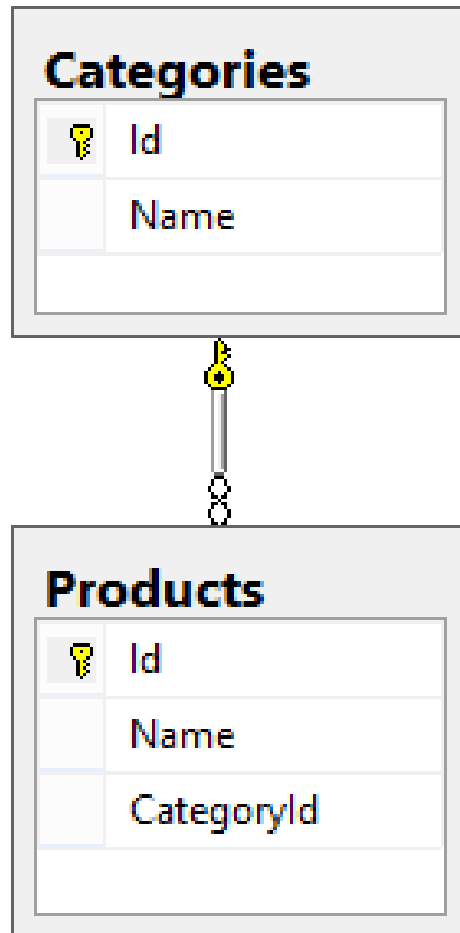 Categories
Id
Name
Products
Id
Name
CategoryId